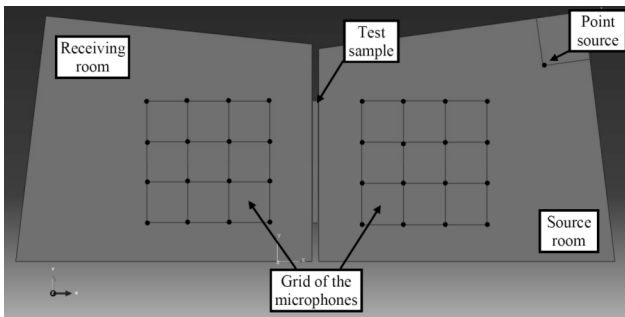 Receiving
room
Test
sample
Point
source
Source
room
Grid of the
microphones